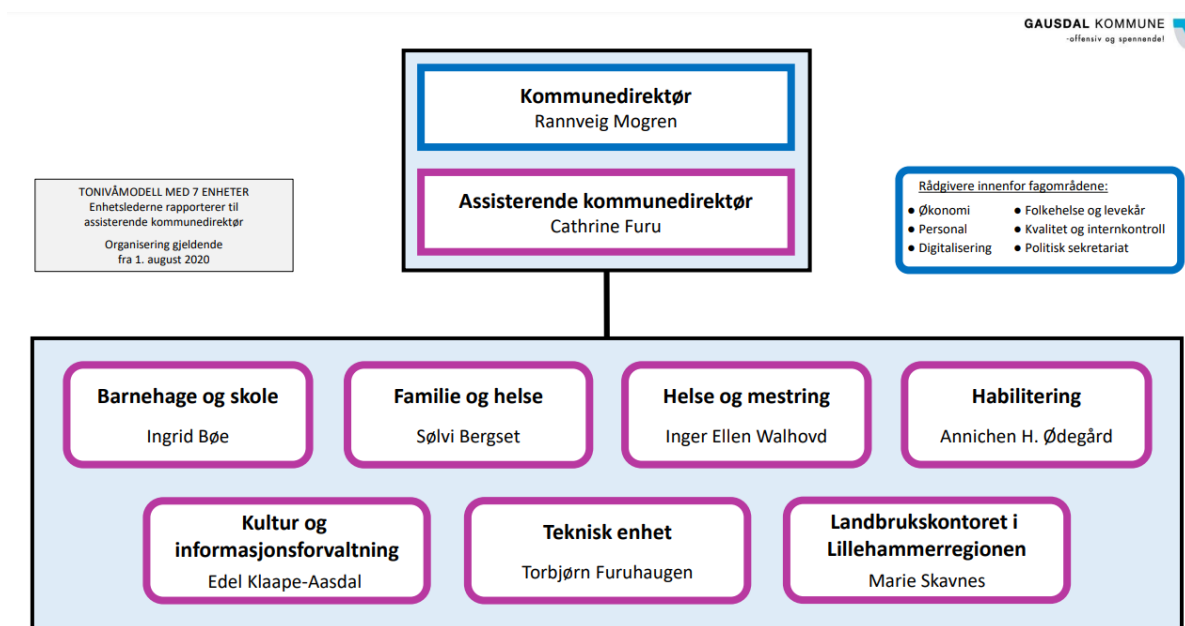 GAUSDAL KOMMUNE
-offensiv og spennende!
Kommunedirektør
Rannveig Mogren
Assisterende kommunedirektør
Cathrine Furu
TONIVÅMODELL MED 7 ENHETER
Enhetslederne rapporterer til
assisterende kommunedirektør
Organisering gjeldende
fra 1. august 2020
Rådgivere innenfor fagområdene:
● Økonomi
● Personal
● Digitalisering
● Folkehelse og levekår
● Kvalitet og internkontroll
● Politisk sekretariat
Barnehage og skole
Ingrid Bøe
Familie og helse
Sølvi Bergset
Helse og mestring
Inger Ellen Walhovd
Habilitering
Annichen H. Ødegård
Kultur og
informasjonsforvaltning
Edel Klaape-Aasdal
Teknisk enhet
Torbjørn Furuhaugen
Landbrukskontoret i
Lillehammerregionen
Marie Skavnes